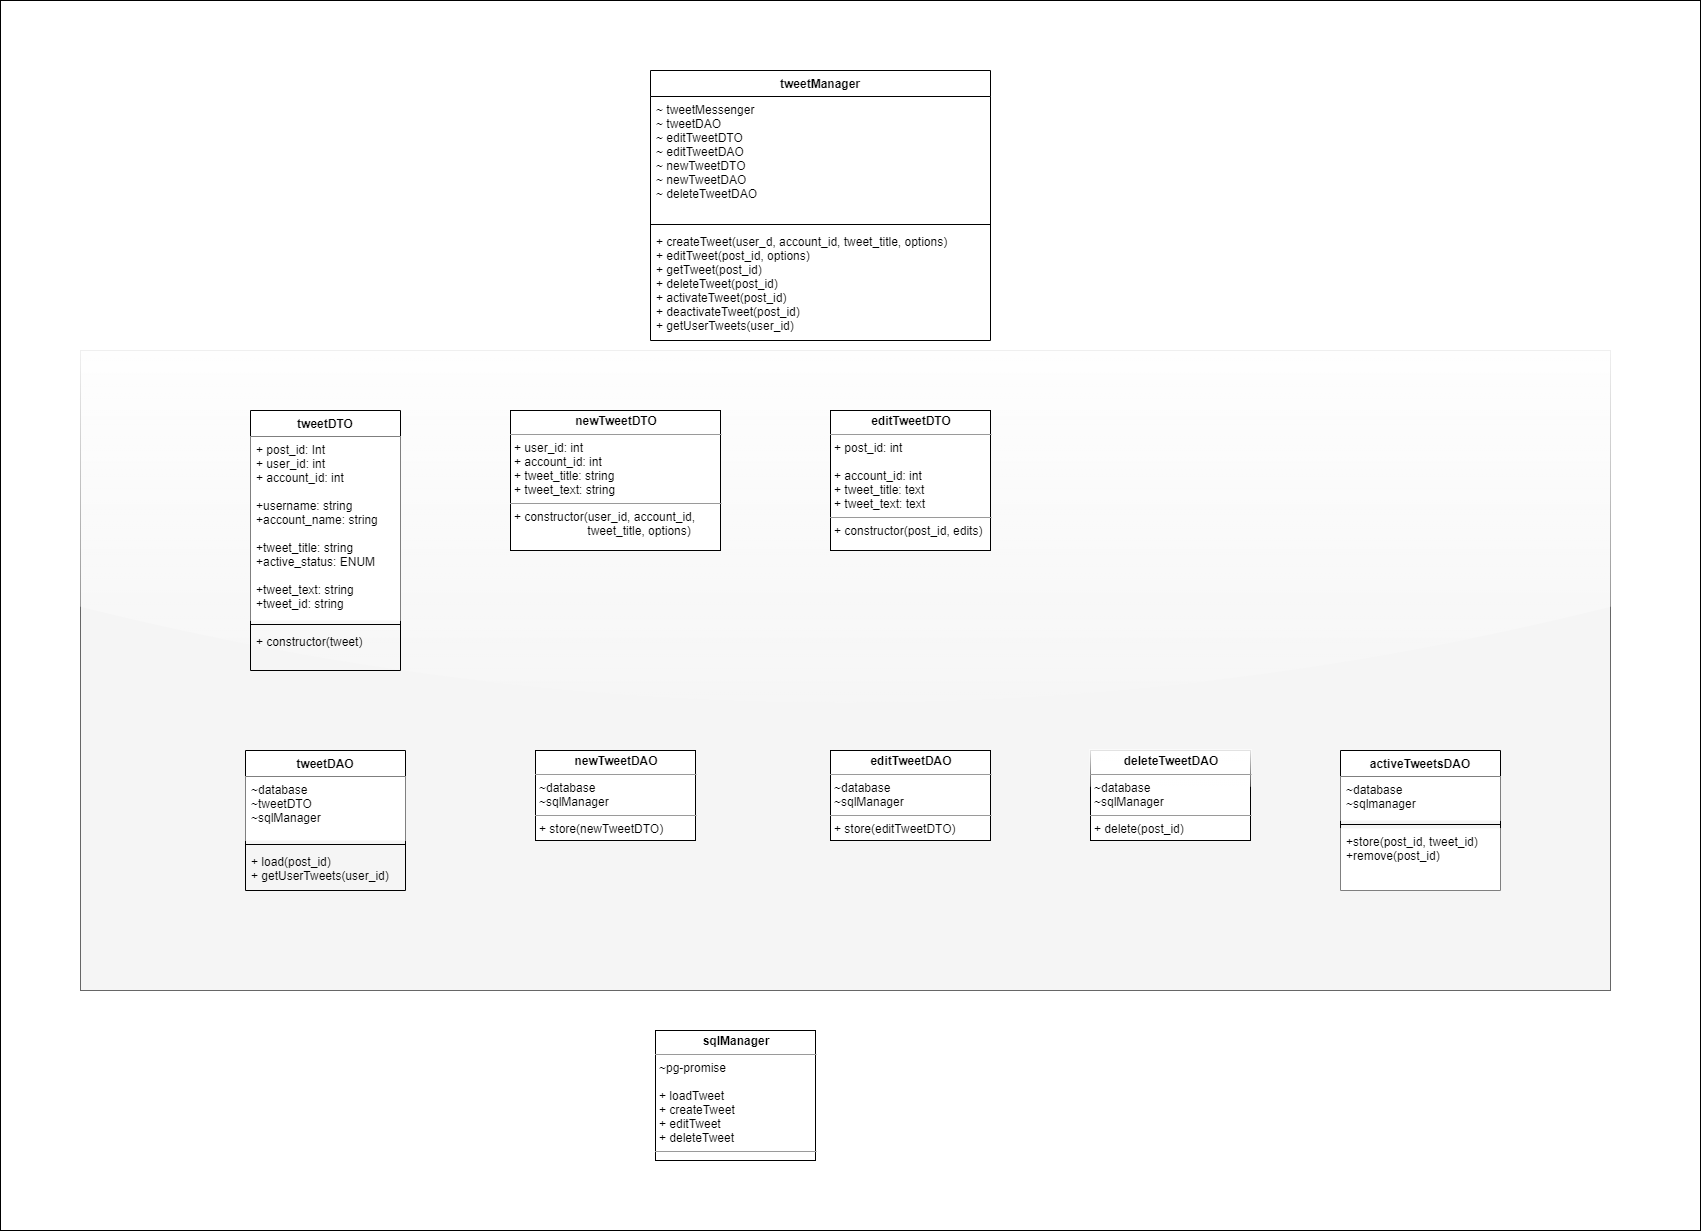 tweetManager
~ tweetMessenger
~ tweetDAO
~ editTweetDTO
~ editTweetDAO
~ newTweetDTO
~ newTweetDAO
~ deleteTweetDAO
+ createTweet(user_d, account_id, tweet_title, options)
+ editTweet(post_id, options)
+ getTweet(post_id)
+ deleteTweet(post_id)
+ activateTweet(post_id)
+ deactivateTweet(post_id)
+ getUserTweets(user_id)
tweetDTO
+ post_id: Int
+ user_id: int
+ account_id: int
+username: string
+account_name: string
+tweet_title: string
+active_status: ENUM
+tweet_text: string
+tweet_id: string
+ constructor(tweet)
newTweetDTO
+ user_id: int
+ account_id: int
+ tweet_title: string
+ tweet_text: string
+ constructor(user_id, account_id,
tweet_title, options)
editTweetDTO
+ post_id: int
+ account_id: int
+ tweet_title: text
+ tweet_text: text
+ constructor(post_id, edits)
tweetDAO
~database
~tweetDTO
~sqlManager
+ load(post_id)
+ getUserTweets(user_id)
newTweetDAO
~database
~sqlManager
+ store(newTweetDTO)
editTweetDAO
~database
~sqlManager
+ store(editTweetDTO)
deleteTweetDAO
~database
~sqlManager
+ delete(post_id)
activeTweetsDAO
~database
~sqlmanager
+store(post_id, tweet_id)
+remove(post_id)
sqlManager
~pg-promise
+ loadTweet
+ createTweet
+ editTweet
+ deleteTweet